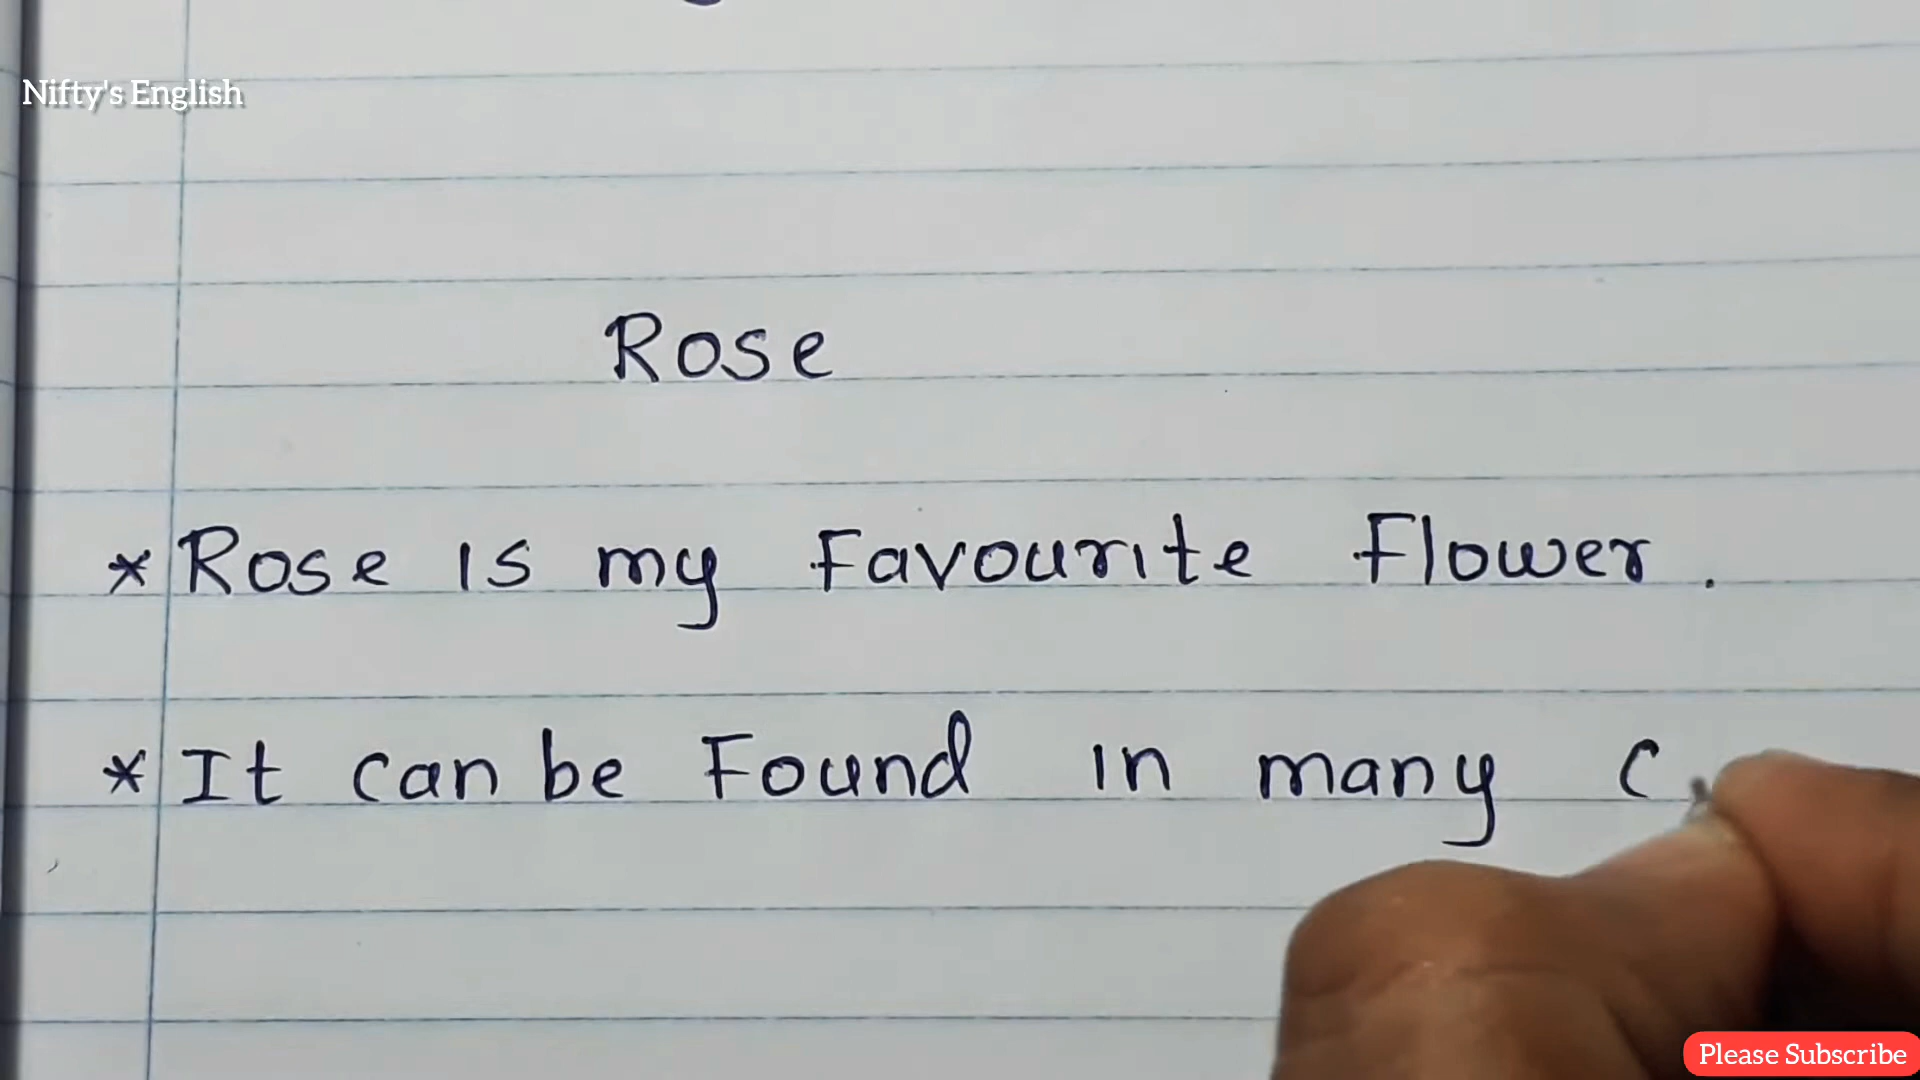 Nifty's English
Rose
* Rose is my Favourite Flower.
* It can be Found in many C
Please Subscribe